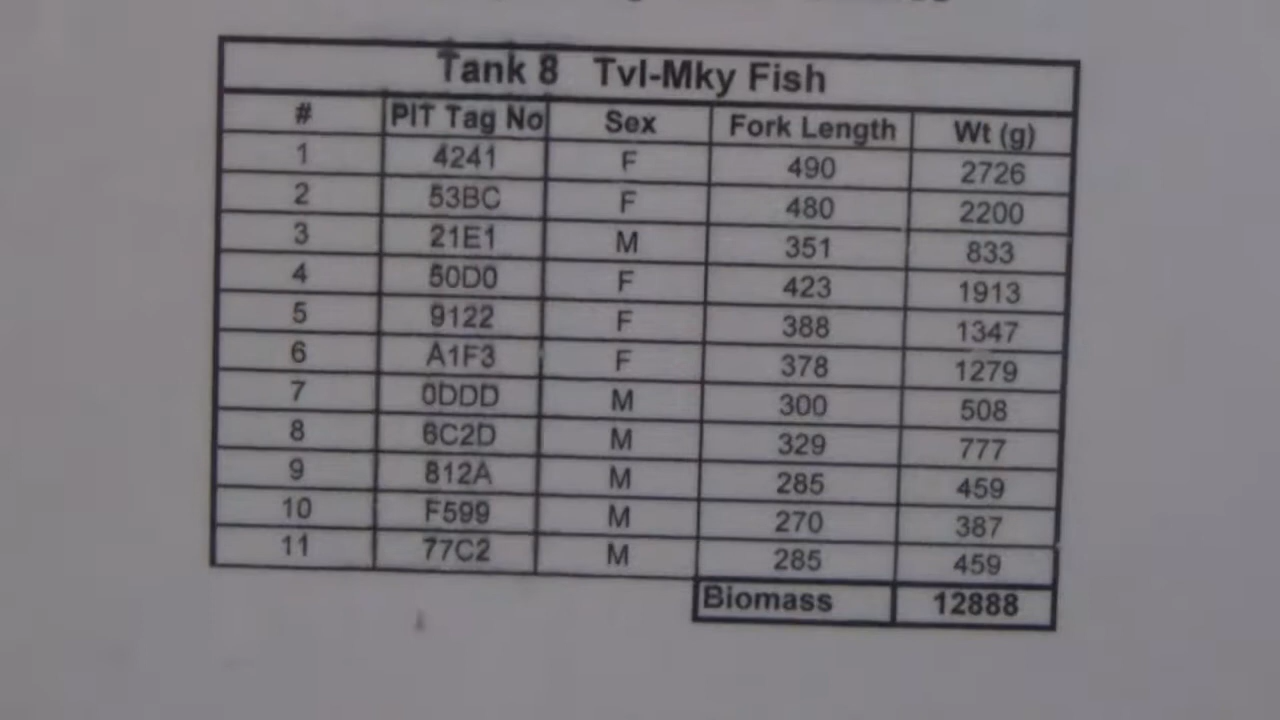 Tank 8 Tvl-Mky Fish
# PIT Tag No Sex Fork Length Wt (g)
1 4241 F 490 2726
2 53BC F 480 2200
3 21E1 M 351 833
4 50D0 F 423 1913
5 9122 F 388 1347
6 A1F3 F 378 1279
7 0DDD M 300 508
8 6C2D M 329 777
9 812A M 285 459
10 F599 M 270 387
11 77C2 M 285 459
Biomass 12888